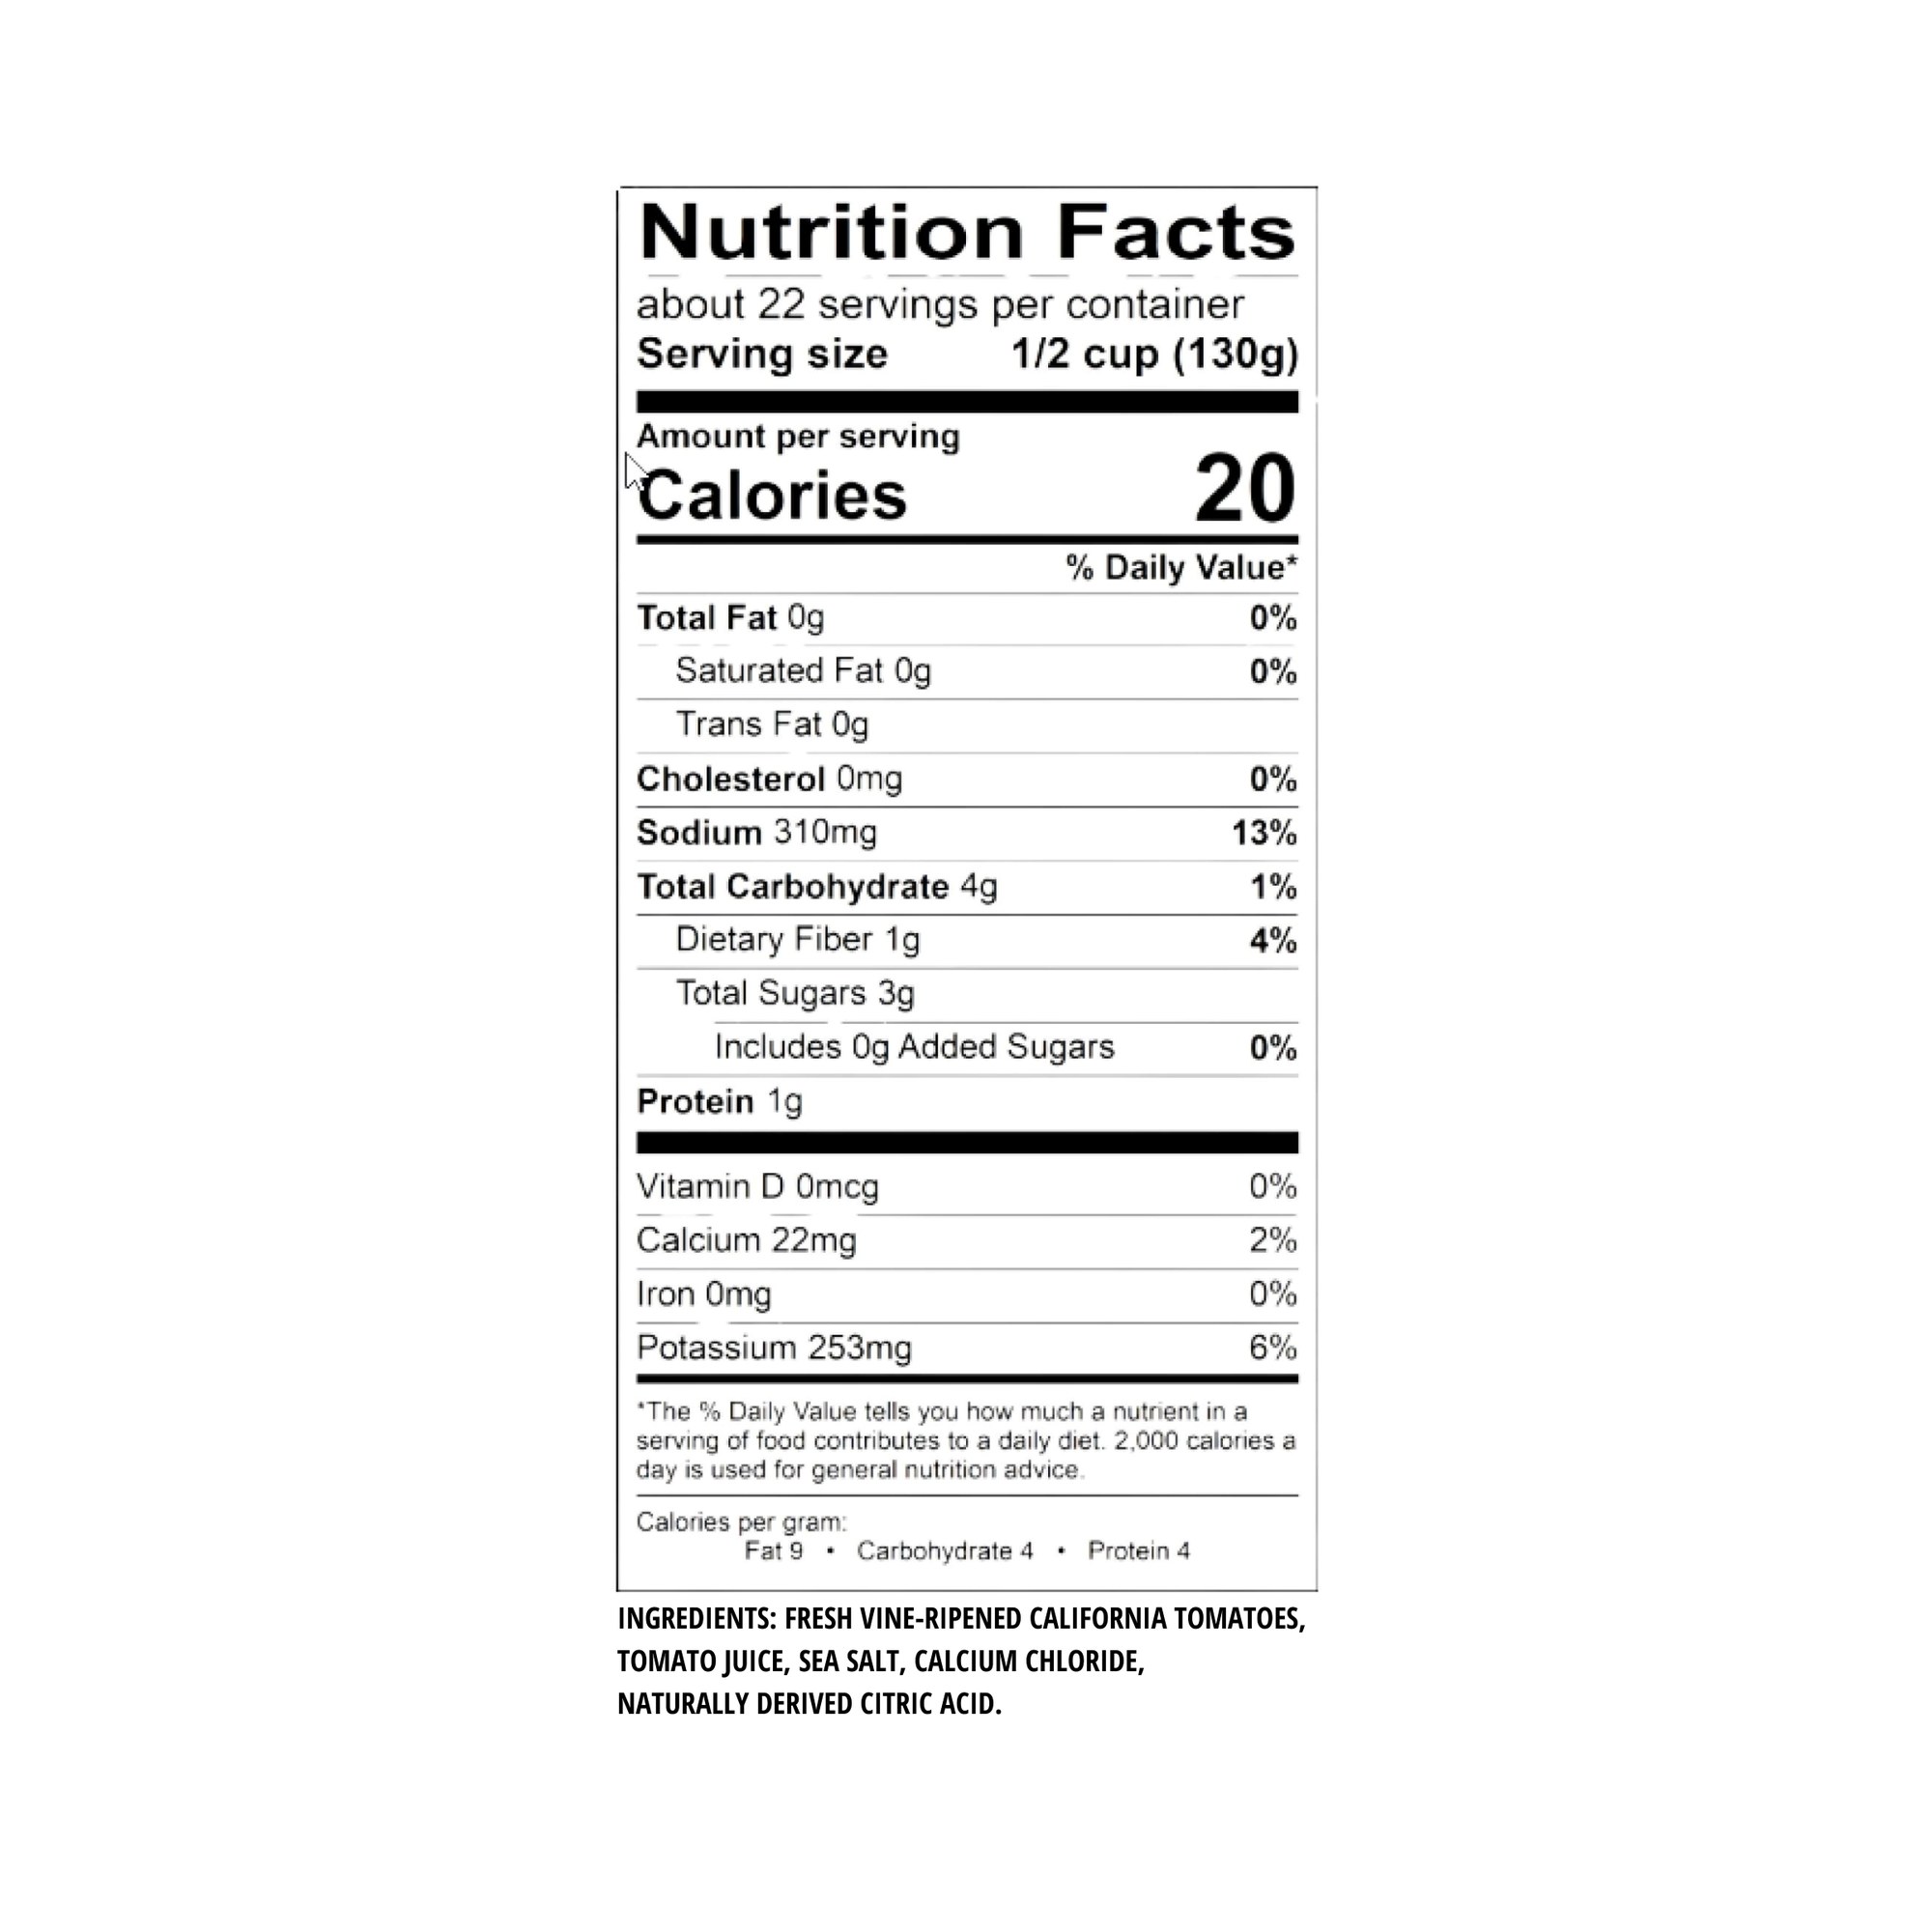 Nutrition Facts
about 22 servings per container
Serving size 1/2 cup (130g)
Amount per serving
Calories 20
% Daily Value*
Total Fat 0g 0%
Saturated Fat 0g 0%
Trans Fat 0g
Cholesterol 0mg 0%
Sodium 310mg 13%
Total Carbohydrate 4g 1%
Dietary Fiber 1g 4%
Total Sugars 3g
Includes 0g Added Sugars 0%
Protein 1g
Vitamin D 0mcg 0%
Calcium 22mg 2%
Iron 0mg 0%
Potassium 253mg 6%
*The % Daily Value tells you how much a nutrient in a
serving of food contributes to a daily diet. 2,000 calories a
day is used for general nutrition advice.
Calories per gram:
Fat 9 • Carbohydrate 4 • Protein 4
INGREDIENTS: FRESH VINE-RIPENED CALIFORNIA TOMATOES,
TOMATO JUICE, SEA SALT, CALCIUM CHLORIDE,
NATURALLY DERIVED CITRIC ACID.